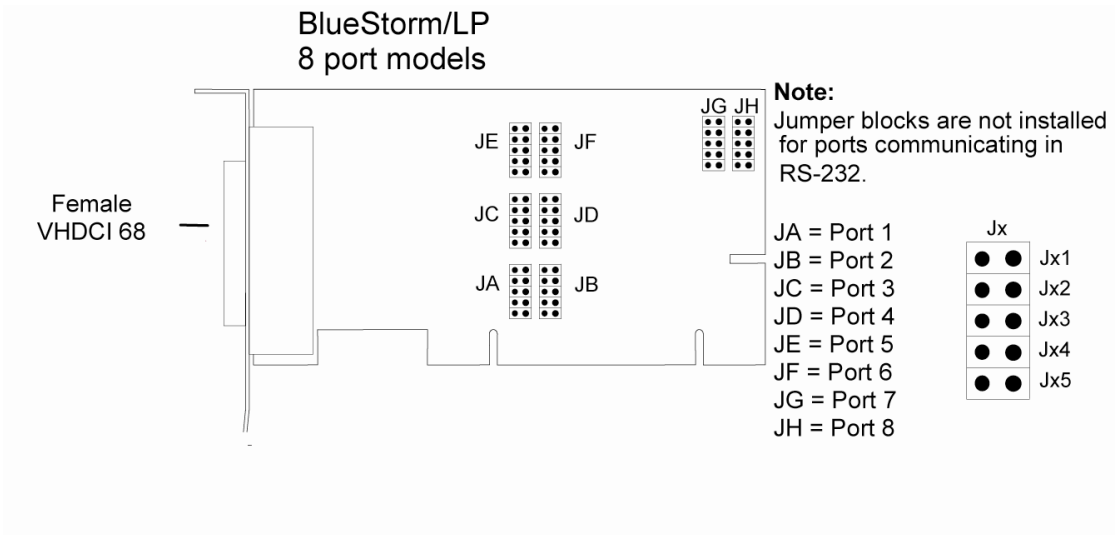 BlueStorm/LP
8 port models
JG JH
Note:
Jumper blocks are not installed
for ports communicating in
RS-232.
JE
JF
Female
VHDCI 68
JC
JD
JA
JB
JA = Port 1
JB = Port 2
JC = Port 3
JD = Port 4
JE = Port 5
JF = Port 6
JG = Port 7
JH = Port 8
Jx
Jx1
Jx2
Jx3
Jx4
Jx5